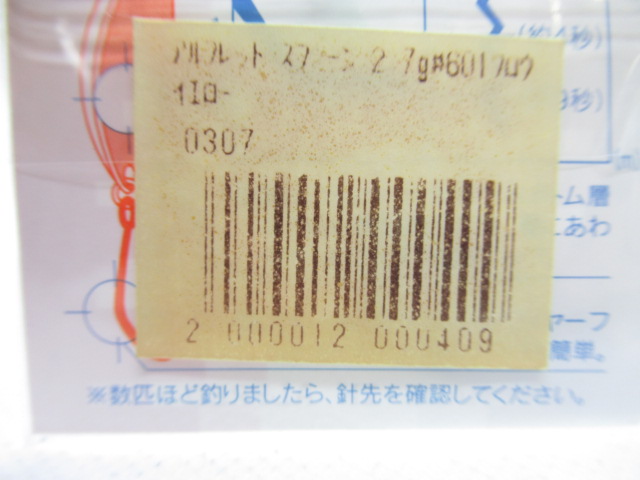 (約4秒)
アルフレット スプーン 2.7g#601フロウ
イエロー
9秒)
0307
ーム層
にあわ
2 000012 000409
ャーフ
簡単。
※数匹ほど釣りましたら、針先を確認してください。